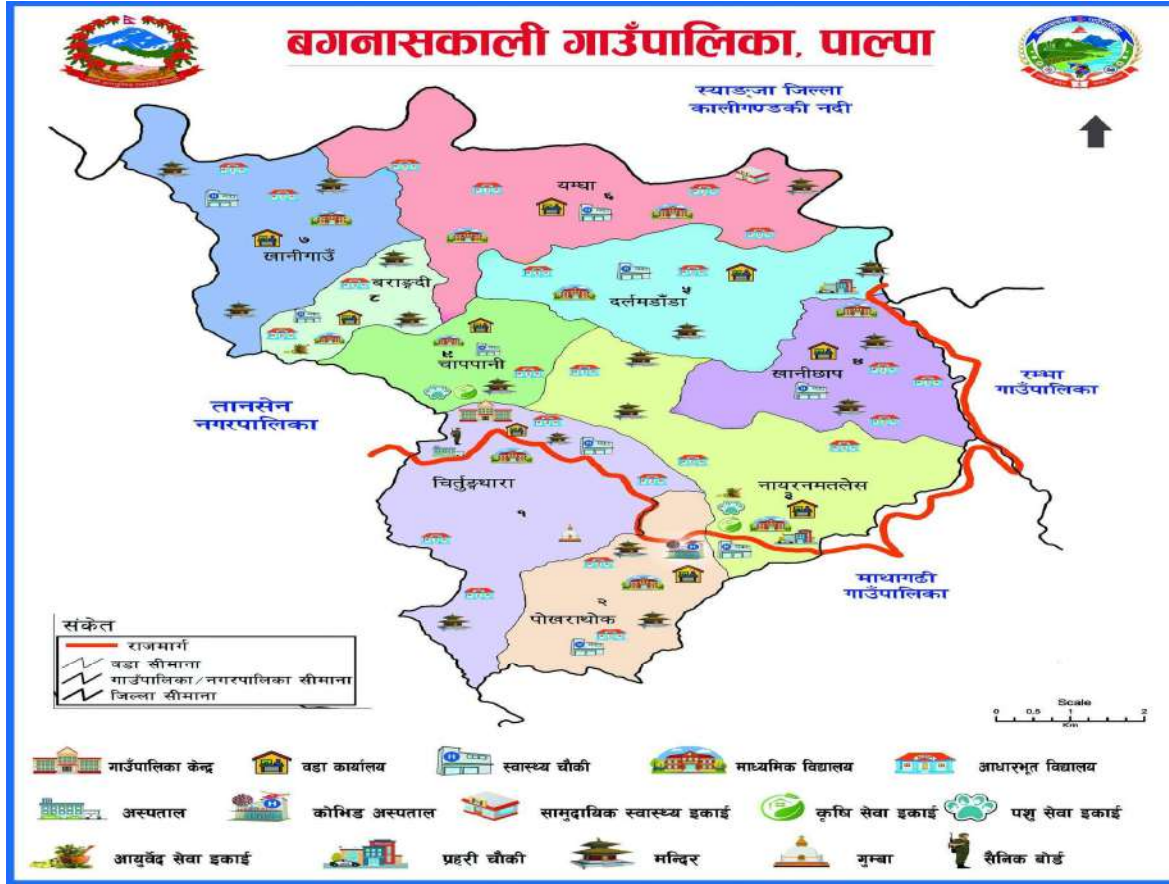 बगनासकाली गाउँपालिका, पाल्पा
स्याङ्जा जिल्ला
कालीगण्डकी नदी
यम्घा
६
७
खानीगाउँ
बराङ्दी
८
५
दर्लमडाँडा
९
चापपानी
४
खानीछाप
रम्भा
गाउँपालिका
तानसेन
नगरपालिका
चिर्तुङ्धारा
१
नायरनमतलेस
३
माथागढी
गाउँपालिका
२
पोखराथोक
संकेत
राजमार्ग
वडा सीमाना
गाउँपालिका/नगरपालिका सीमाना
जिल्ला सीमाना
Scale
0 0.5 1 2
Km
गाउँपालिका केन्द्र वडा कार्यालय स्वास्थ्य चौकी माध्यमिक विद्यालय आधारभूत विद्यालय
अस्पताल कोभिड अस्पताल सामुदायिक स्वास्थ्य इकाई कृषि सेवा इकाई पशु सेवा इकाई
आयुर्वेद सेवा इकाई प्रहरी चौकी मन्दिर गुम्बा सैनिक बोर्ड